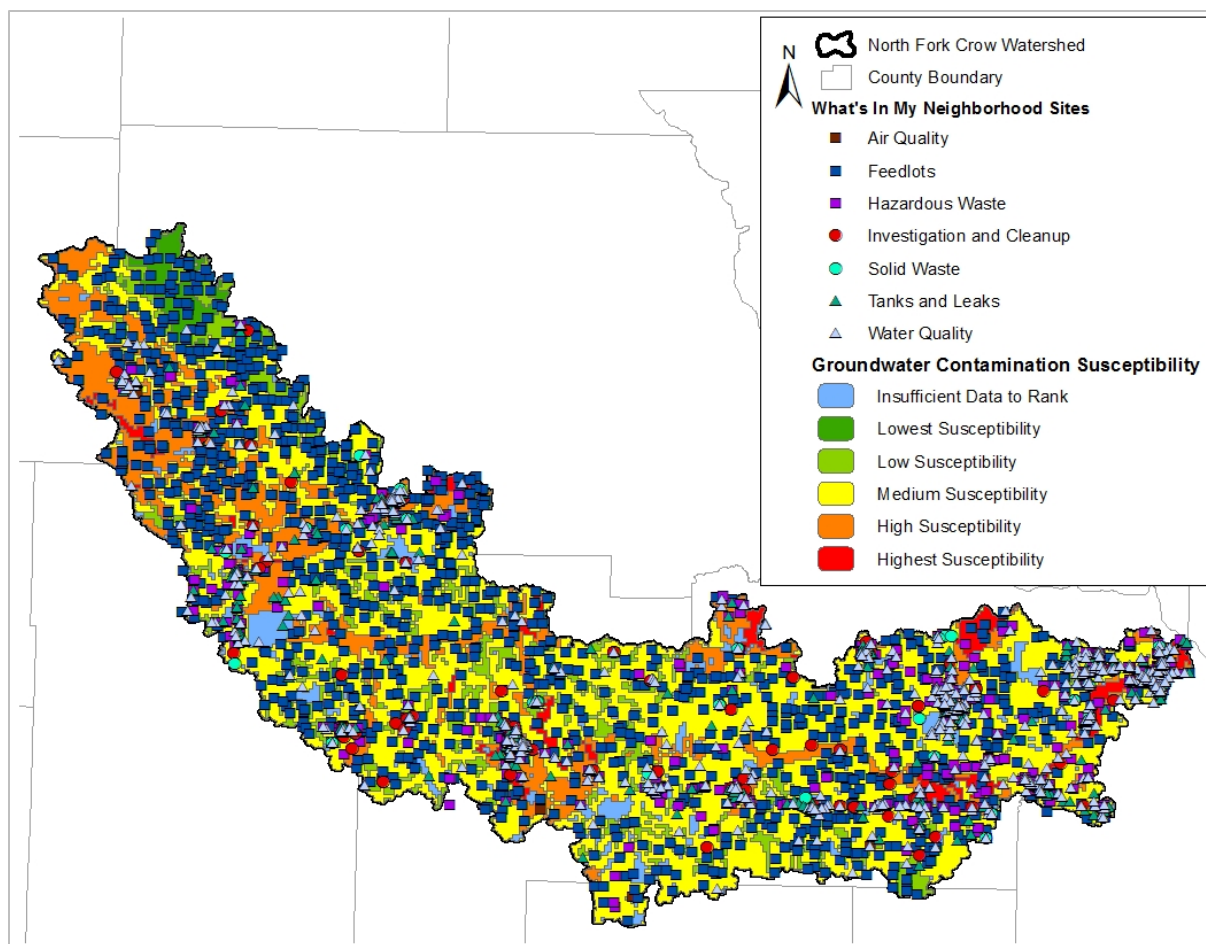 N
North Fork Crow Watershed
County Boundary
What's In My Neighborhood Sites
Air Quality
Feedlots
Hazardous Waste
Investigation and Cleanup
Solid Waste
Tanks and Leaks
Water Quality
Groundwater Contamination Susceptibility
Insufficient Data to Rank
Lowest Susceptibility
Low Susceptibility
Medium Susceptibility
High Susceptibility
Highest Susceptibility